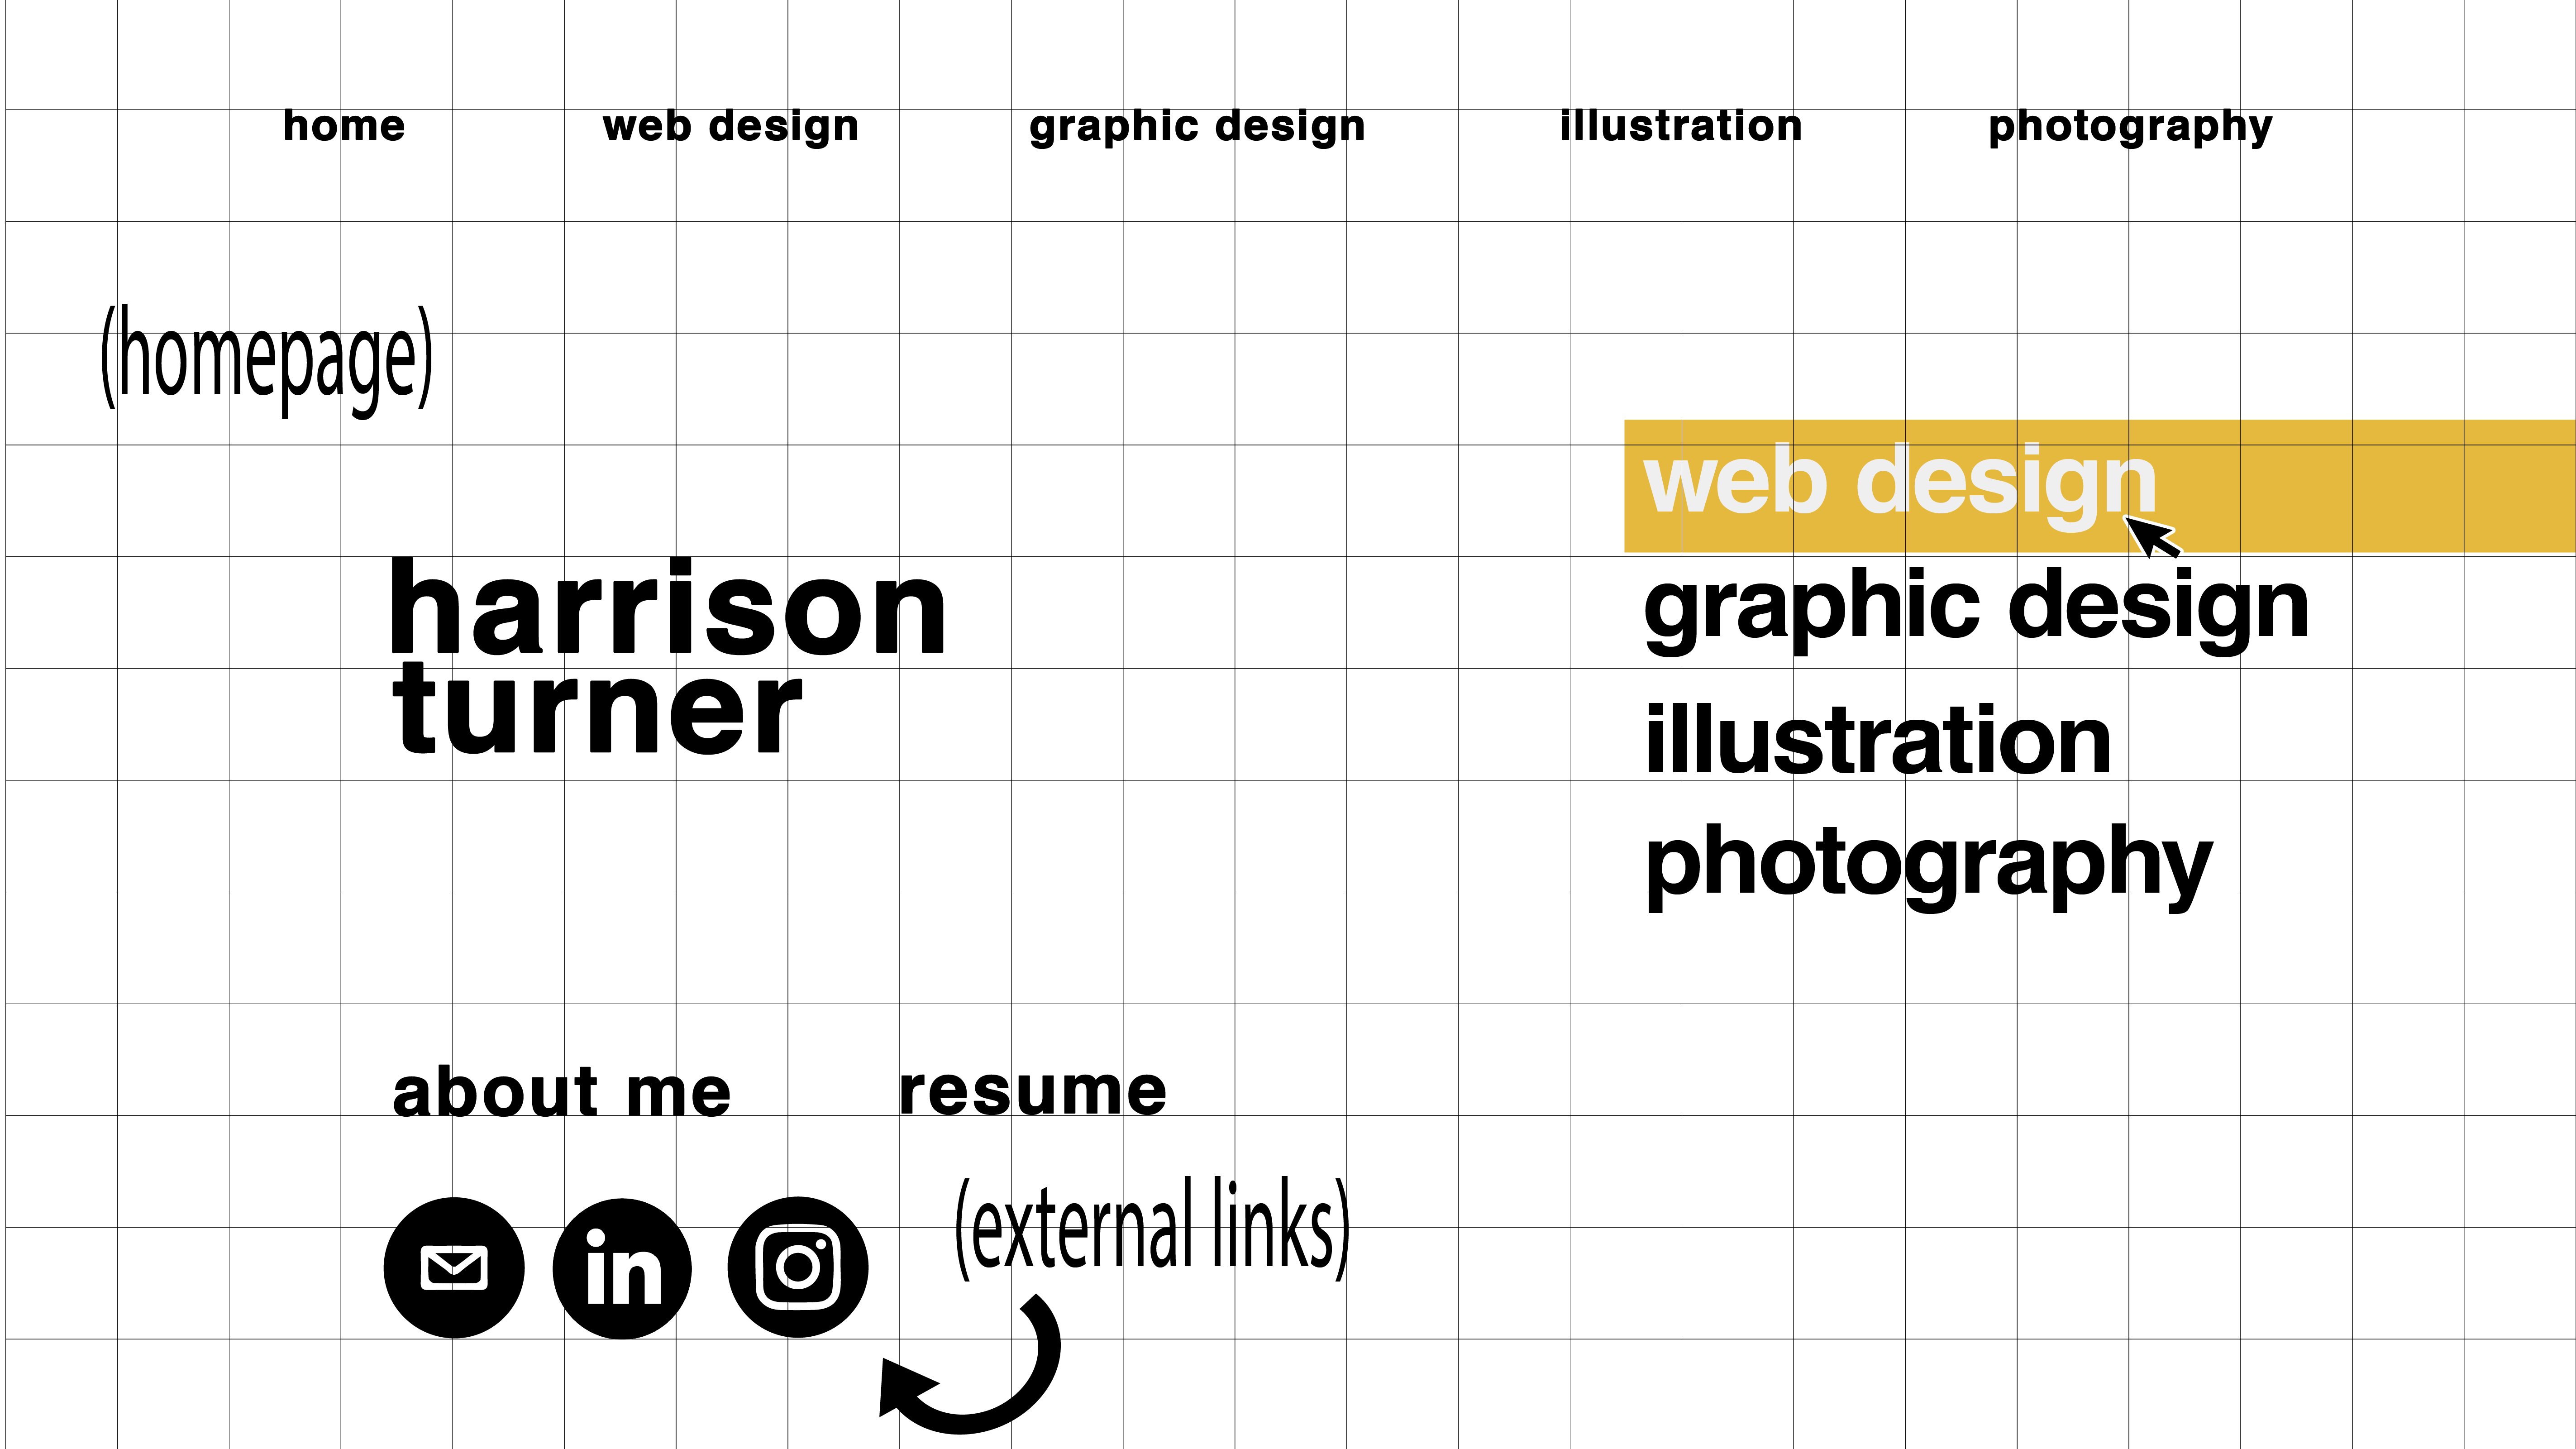 home web design graphic design illustration photography
(homepage)
web design
harrison
turner
graphic design
illustration
photography
about me resume
(external links)
in